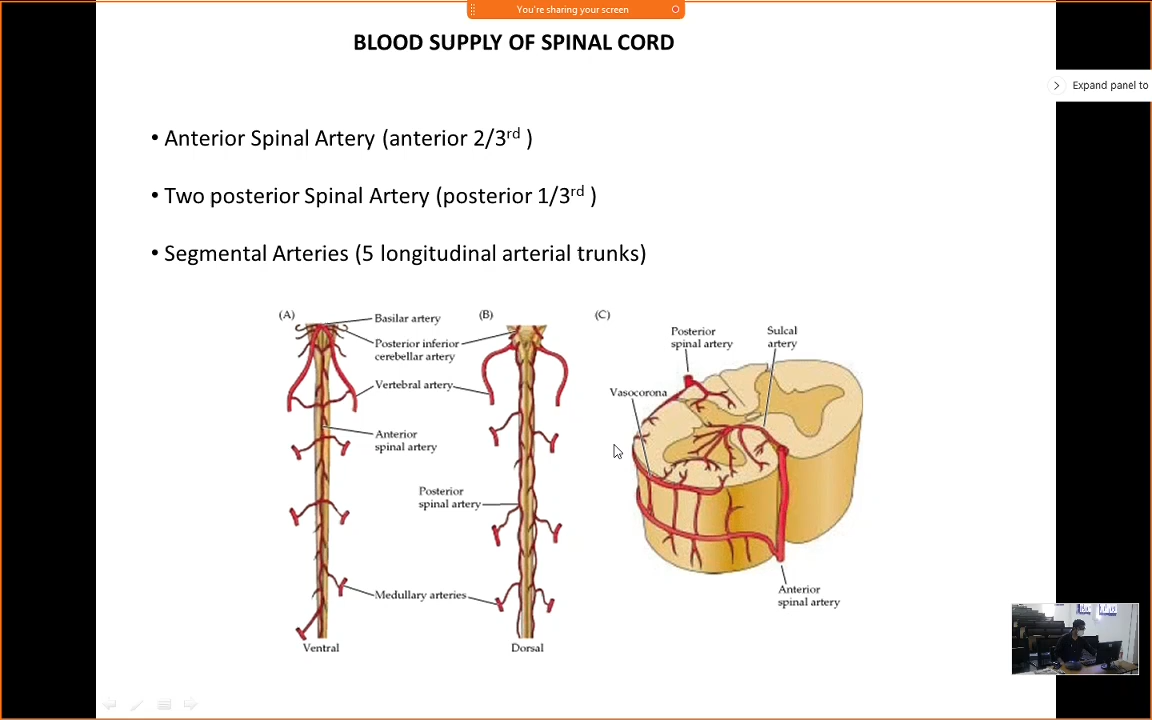 You're sharing your screen
BLOOD SUPPLY OF SPINAL CORD
Expand panel to
• Anterior Spinal Artery (anterior 2/3rd )
• Two posterior Spinal Artery (posterior 1/3rd )
• Segmental Arteries (5 longitudinal arterial trunks)
(A)
Basilar artery
Posterior inferior
cerebellar artery
Vertebral artery
Anterior
spinal artery
Posterior
spinal artery
Medullary arteries
Ventral
(B)
Dorsal
(C)
Posterior
spinal artery
Sulcal
artery
Vasocorona
Anterior
spinal artery